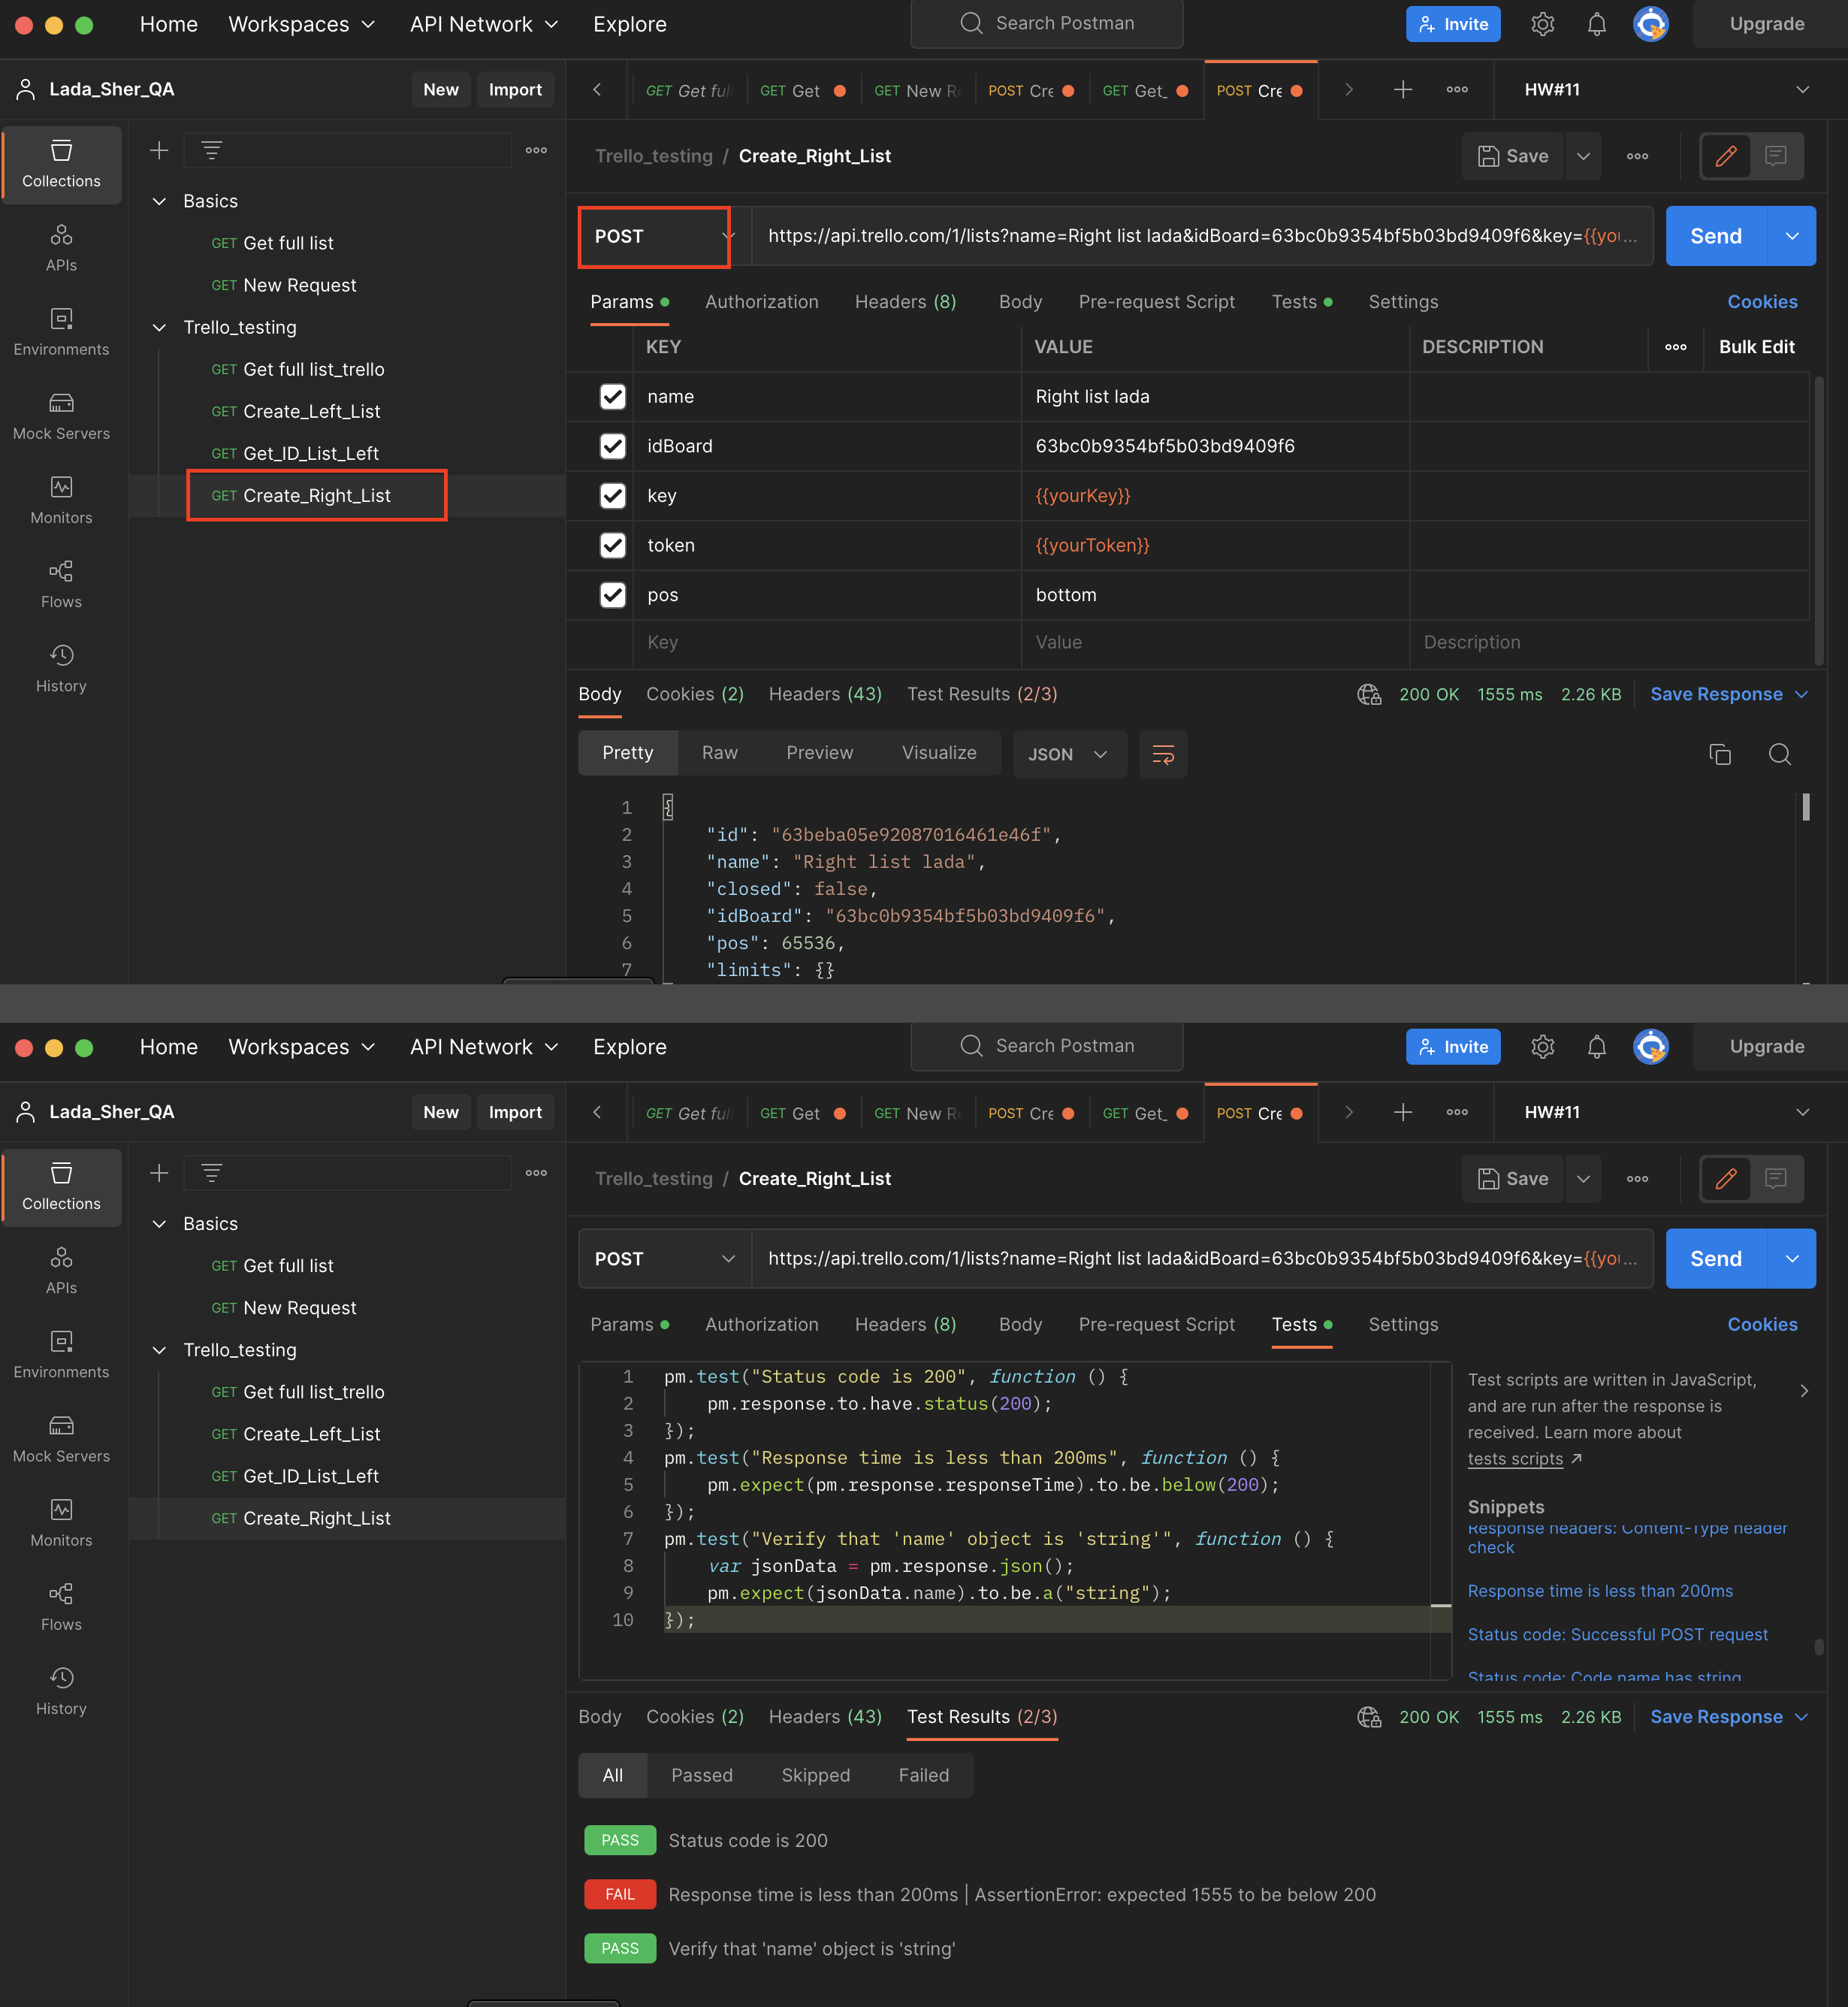 Home Workspaces API Network Explore Search Postman Invite Upgrade
Lada_Sher_QA New Import GET Get full GET Get GET New R POST Cre GET Get_ POST Cre HW#11
Collections
APIs
Environments
Mock Servers
Monitors
Flows
History
Basics
GET Get full list
GET New Request
Trello_testing
GET Get full list_trello
GET Create_Left_List
GET Get_ID_List_Left
GET Create_Right_List
Trello_testing / Create_Right_List Save
POST https://api.trello.com/1/lists?name=Right list lada&idBoard=63bc0b9354bf5b03bd9409f6&key={{you... Send
Params Authorization Headers (8) Body Pre-request Script Tests Settings Cookies
KEY VALUE DESCRIPTION Bulk Edit
name Right list lada
idBoard 63bc0b9354bf5b03bd9409f6
key {{yourKey}}
token {{yourToken}}
pos bottom
Key Value Description
Body Cookies (2) Headers (43) Test Results (2/3) 200 OK 1555 ms 2.26 KB Save Response
Pretty Raw Preview Visualize JSON
1 {
2 "id": "63beba05e92087016461e46f",
3 "name": "Right list lada",
4 "closed": false,
5 "idBoard": "63bc0b9354bf5b03bd9409f6",
6 "pos": 65536,
7 "limits": {}
Home Workspaces API Network Explore Search Postman Invite Upgrade
Lada_Sher_QA New Import GET Get full GET Get GET New R POST Cre GET Get_ POST Cre HW#11
Collections
APIs
Environments
Mock Servers
Monitors
Flows
History
Basics
GET Get full list
GET New Request
Trello_testing
GET Get full list_trello
GET Create_Left_List
GET Get_ID_List_Left
GET Create_Right_List
Trello_testing / Create_Right_List Save
POST https://api.trello.com/1/lists?name=Right list lada&idBoard=63bc0b9354bf5b03bd9409f6&key={{you... Send
Params Authorization Headers (8) Body Pre-request Script Tests Settings Cookies
1 pm.test("Status code is 200", function () {
2 pm.response.to.have.status(200);
3 });
4 pm.test("Response time is less than 200ms", function () {
5 pm.expect(pm.response.responseTime).to.be.below(200);
6 });
7 pm.test("Verify that 'name' object is 'string'", function () {
8 var jsonData = pm.response.json();
9 pm.expect(jsonData.name).to.be.a("string");
10 });
Test scripts are written in JavaScript,
and are run after the response is
received. Learn more about
tests scripts
Snippets
Response headers: Content-Type header
check
Response time is less than 200ms
Status code: Successful POST request
Status code: Code name has string
Body Cookies (2) Headers (43) Test Results (2/3) 200 OK 1555 ms 2.26 KB Save Response
All Passed Skipped Failed
PASS Status code is 200
FAIL Response time is less than 200ms | AssertionError: expected 1555 to be below 200
PASS Verify that 'name' object is 'string'